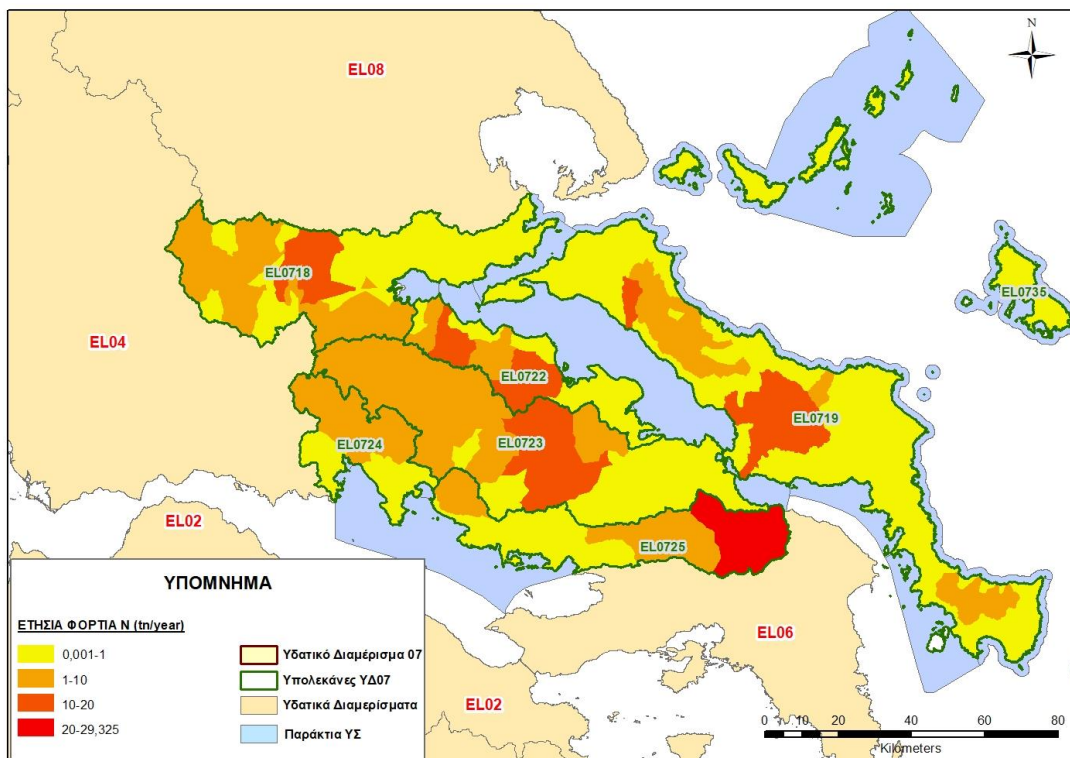 N
EL08
EL0718
EL0735
EL04
EL0722
EL0719
EL0723
EL0724
EL02
EL0725
EL06
EL02
ΥΠΟΜΝΗΜΑ
ΕΤΗΣΙΑ ΦΟΡΤΙΑ Ν (tn/year)
0,001-1
1-10
10-20
20-29,325
Υδατικό Διαμέρισμα 07
Υπολεκάνες ΥΔ07
Υδατικά Διαμερίσματα
Παράκτια ΥΣ
0 5 10 20 40 60 80
Kilometers